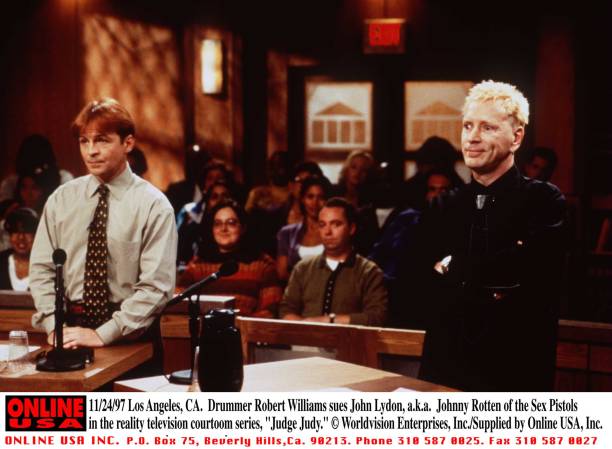 EXIT
ONLINE
USA
11/24/97 Los Angeles, CA. Drummer Robert Williams sues John Lydon, a.k.a. Johnny Rotten of the Sex Pistols
in the reality television courtoom series, "Judge Judy." © Worldvision Enterprises, Inc./Supplied by Online USA, Inc.
ONLINE USA INC. P.O. Box 75, Beverly Hills,Ca. 90213. Phone 310 587 0025. Fax 310 587 0027